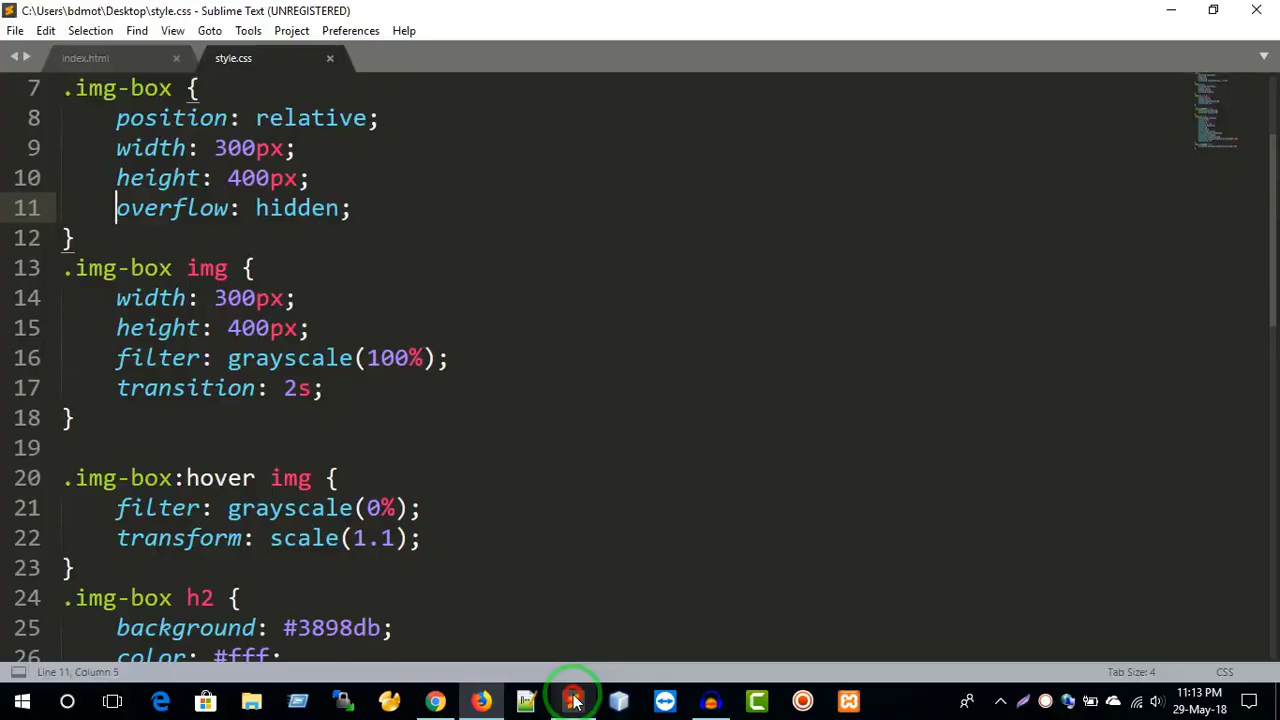 C:\Users\bdmot\Desktop\style.css - Sublime Text (UNREGISTERED)
File Edit Selection Find View Goto Tools Project Preferences Help
index.html style.css
7 .img-box {
8 position: relative;
9 width: 300px;
10 height: 400px;
11 overflow: hidden;
12 }
13 .img-box img {
14 width: 300px;
15 height: 400px;
16 filter: grayscale(100%);
17 transition: 2s;
18 }
19
20 .img-box:hover img {
21 filter: grayscale(0%);
22 transform: scale(1.1);
23 }
24 .img-box h2 {
25 background: #3898db;
26 color: #fff;
Line 11, Column 5 Tab Size: 4 CSS
11:13 PM
29-May-18